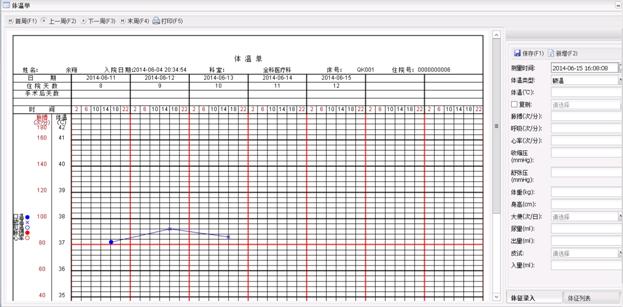 体温单
首周(F1) 上一周(F2) 下一周(F3) 末周(F4) 打印(F5)
体 温 单
姓名: 余翔 入院日期:2014-06-04 20:34:54 科室: 全科医疗科 床号: QK001 住院号: 0000000006
日 期 2014-06-11 2014-06-12 2014-06-13 2014-06-14 2014-06-15
住院天数 8 9 10 11 12
手术后天数
时 间 2 6 10 14 18 22 2 6 10 14 18 22 2 6 10 14 18 22 2 6 10 14 18 22 2 6 10 14 18 22 2 6 10 14 18 22 2 6 10 14 18 22
脉搏 体温
(次/分) (℃)
180 42
160 41
140 40
120 39
100 38
80 37
60 36
40 35
口温
腋温
肛温
脉搏
心率
保存(F1) 新增(F2)
测量时间: 2014-06-15 16:08:08
体温类型: 腋温
体温(℃):
复测: 请选择
脉搏(次/分):
呼吸(次/分):
心率(次/分):
收缩压
(mmHg):
舒张压
(mmHg):
体重(kg):
身高(cm):
大便(次/日): 请选择
尿量(ml):
出量(ml):
皮试: 请选择
入量(ml):
体征录入 体征列表